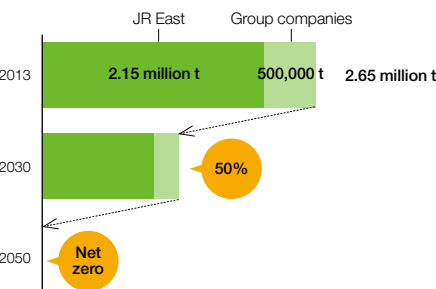 JR East Group companies
2013 2.15 million t 500,000 t 2.65 million t
2030 50%
2050 Net
zero